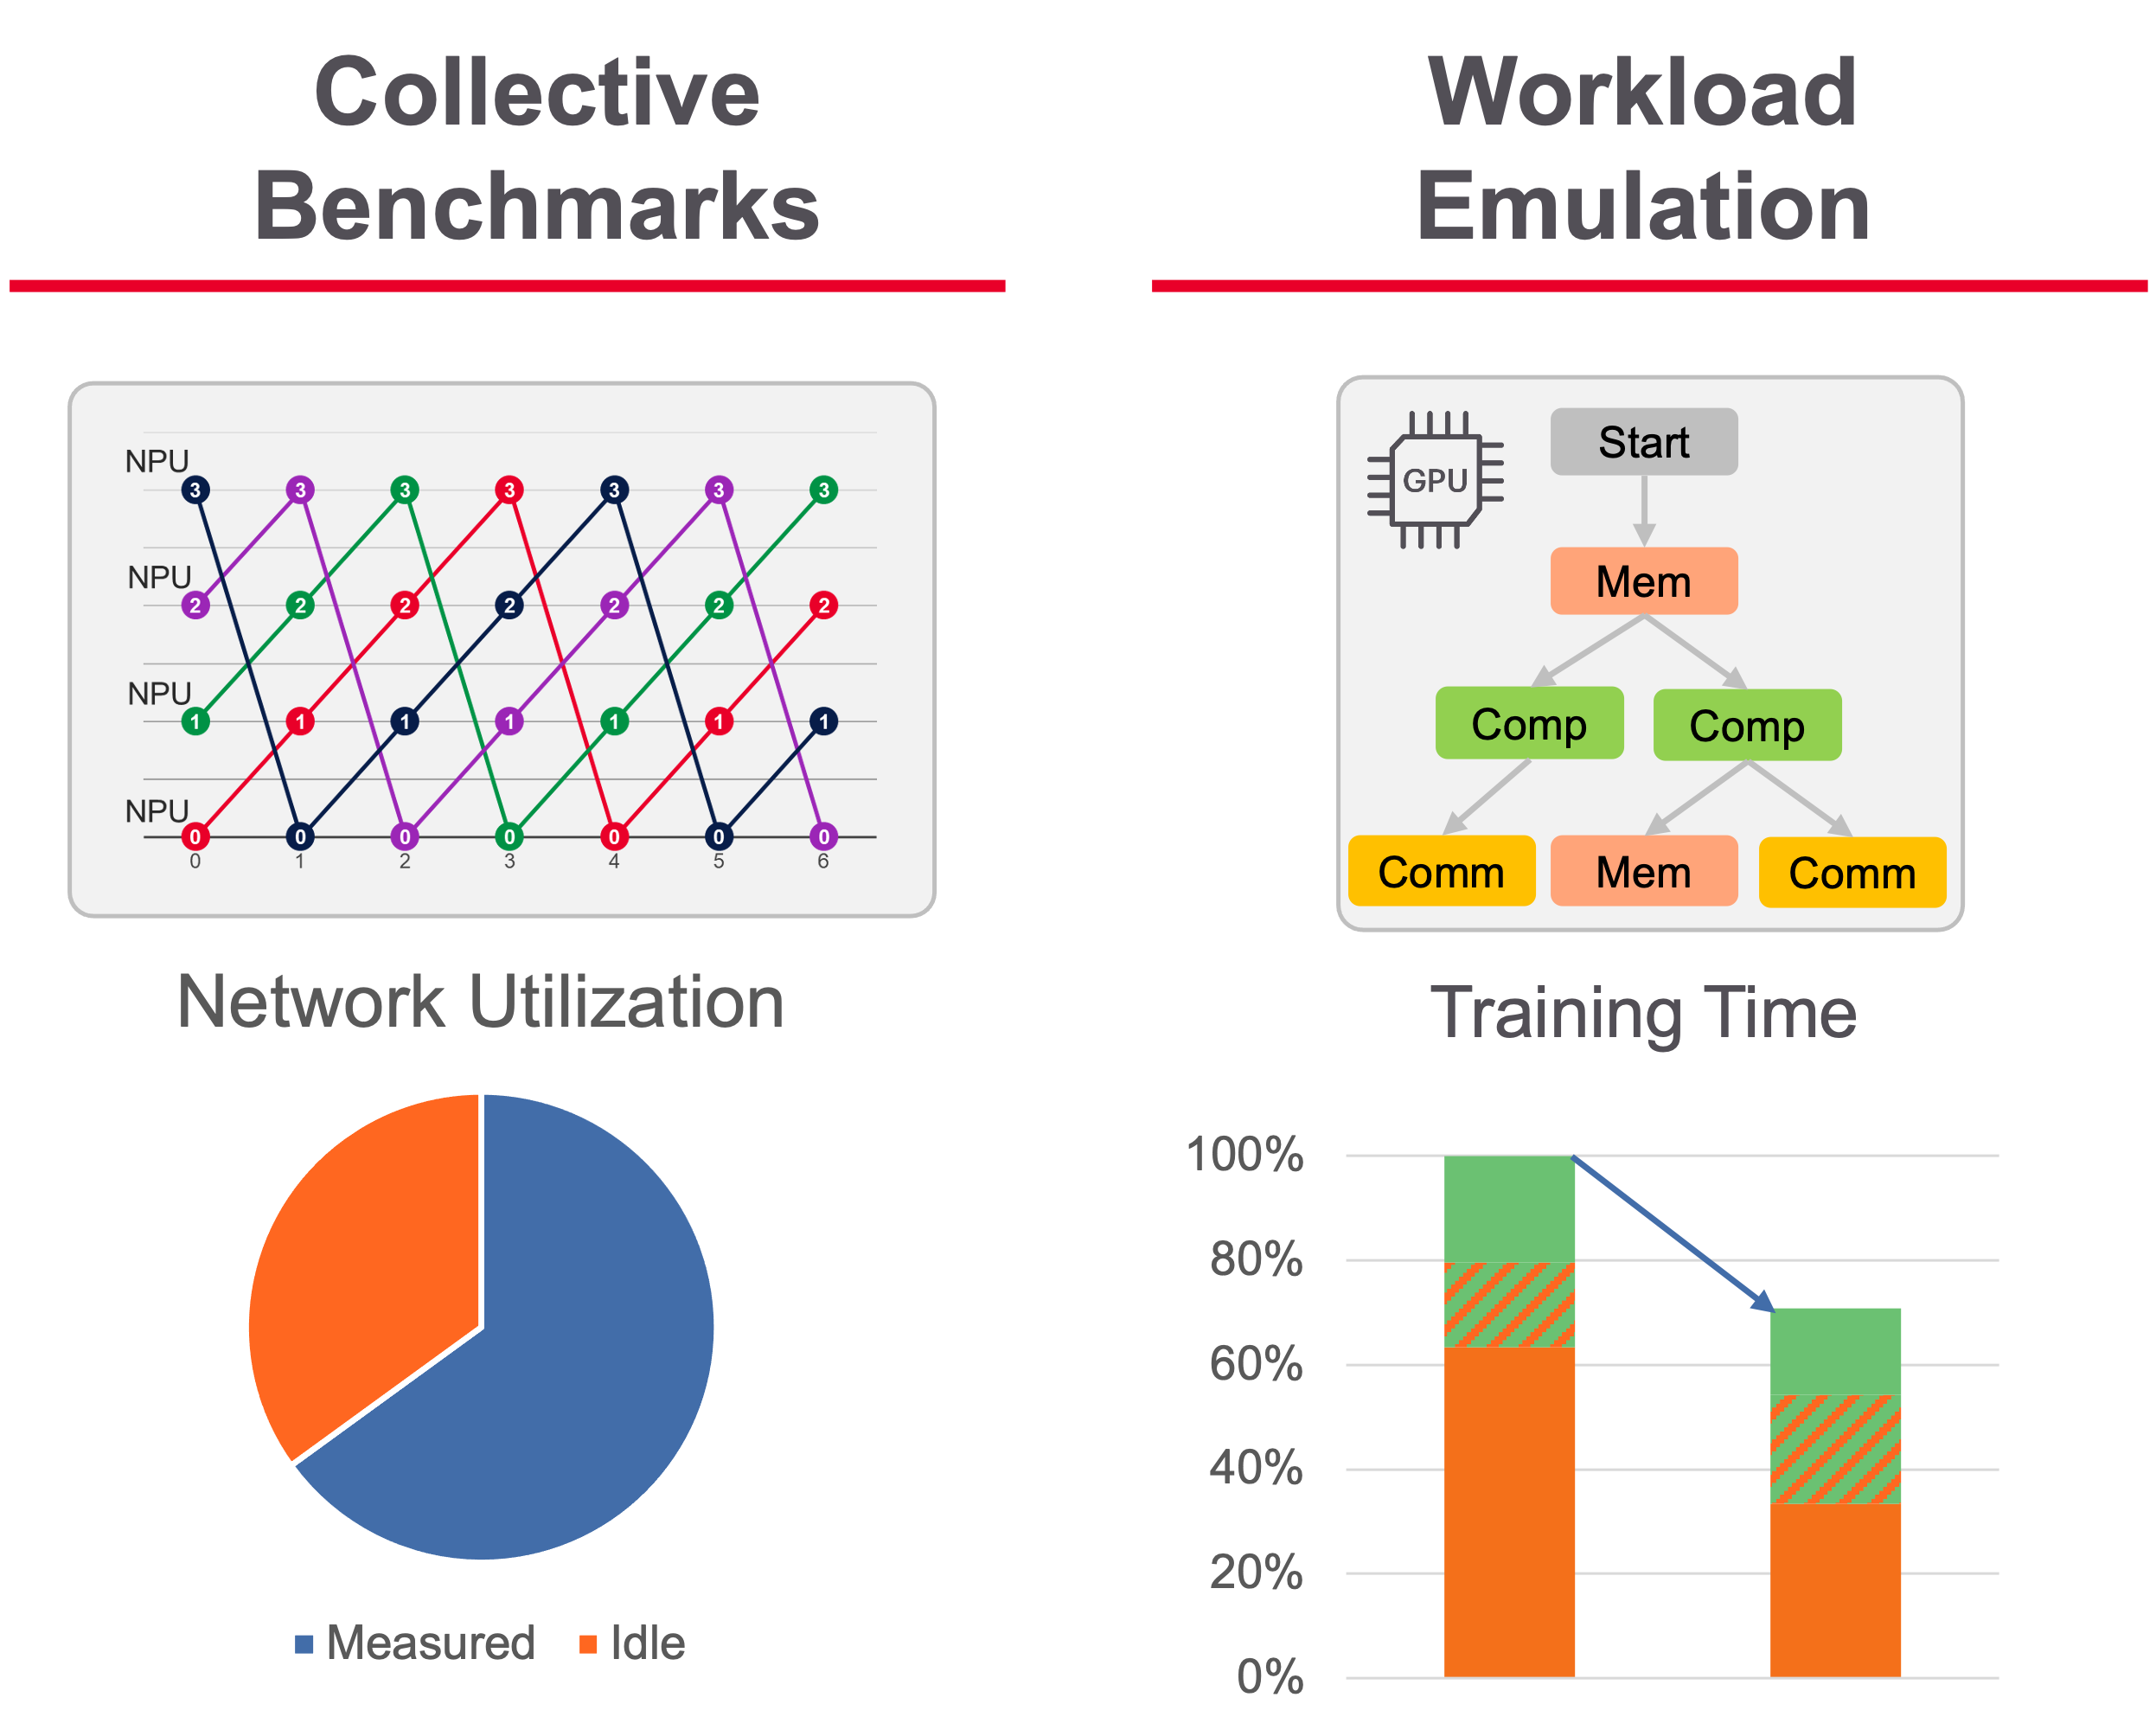 Collective
Benchmarks
NPU
3 3 3 3 3 3 3
NPU
2 2 2 2 2 2 2
NPU
1 1 1 1 1 1 1
NPU
0 0 0 0 0 0 0
0 1 2 3 4 5 6
Network Utilization
Measured Idle
Workload
Emulation
GPU
Start
Mem
Comp Comp
Comm Mem Comm
Training Time
100%
80%
60%
40%
20%
0%